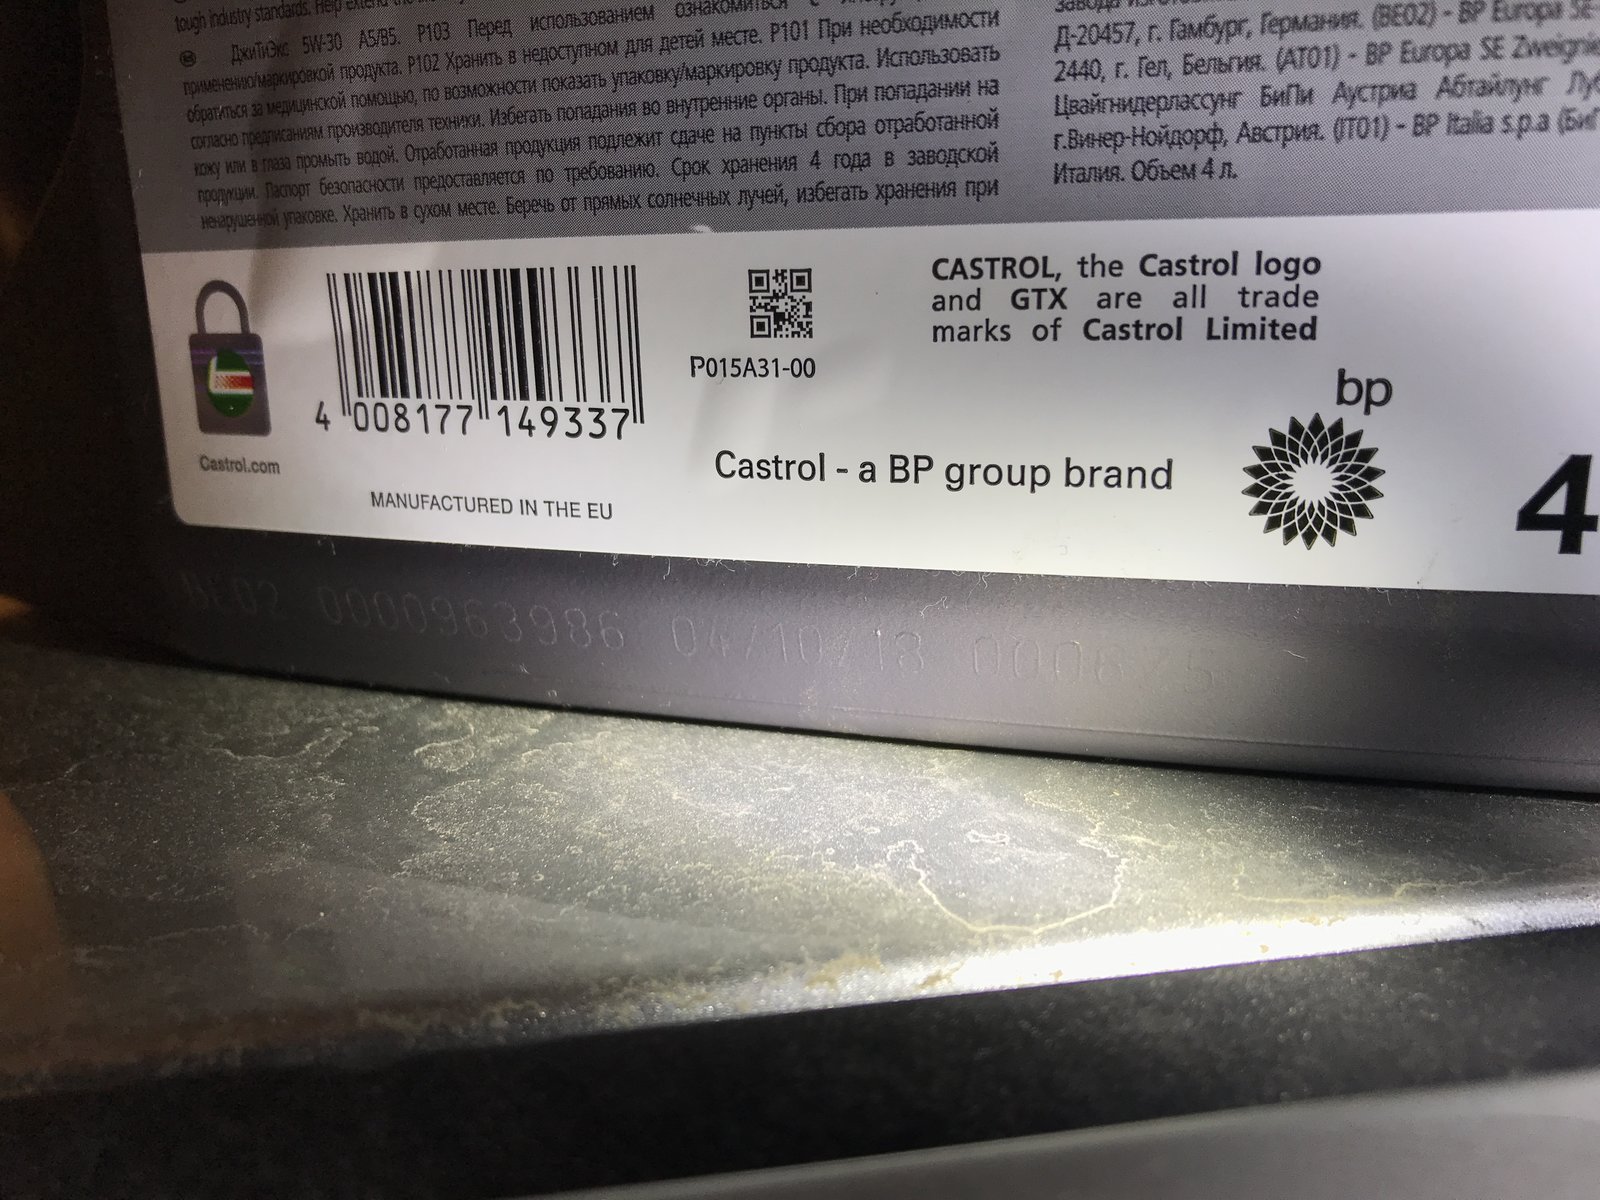 tough industry standards. Help
ДжиТиЭкс 5W-30 A5/B5. P103 Перед использованием ознакомиться с
применению/маркировкой продукта. P102 Хранить в недоступном для детей месте. P101 При необходимости
обратиться за медицинской помощью, по возможности показать упаковку/маркировку продукта. Использовать
согласно предписаниям производителя техники. Избегать попадания во внутренние органы. При попадании на
кожу или в глаза промыть водой. Отработанная продукция подлежит сдаче на пункты сбора отработанной
продукции. Паспорт безопасности предоставляется по требованию. Срок хранения 4 года в заводской
ненарушенной упаковке. Хранить в сухом месте. Беречь от прямых солнечных лучей, избегать хранения при
Д-20457, г. Гамбург, Германия. (BE02) - BP Europa SE
2440, г. Гел, Бельгия. (AT01) - BP Europa SE
Цвайгнидерлассунг БиПи Аустриа Абтайлунг
г.Винер-Нойдорф, Австрия. (IT01) - BP Italia s.p.a
Италия. Объем 4 л.
CASTROL, the Castrol logo
and GTX are all trade
marks of Castrol Limited
P015A31-00
4 008177 149337
bp
Castrol - a BP group brand
4
Castrol.com
MANUFACTURED IN THE EU
BE02 0000963986 04/10/18